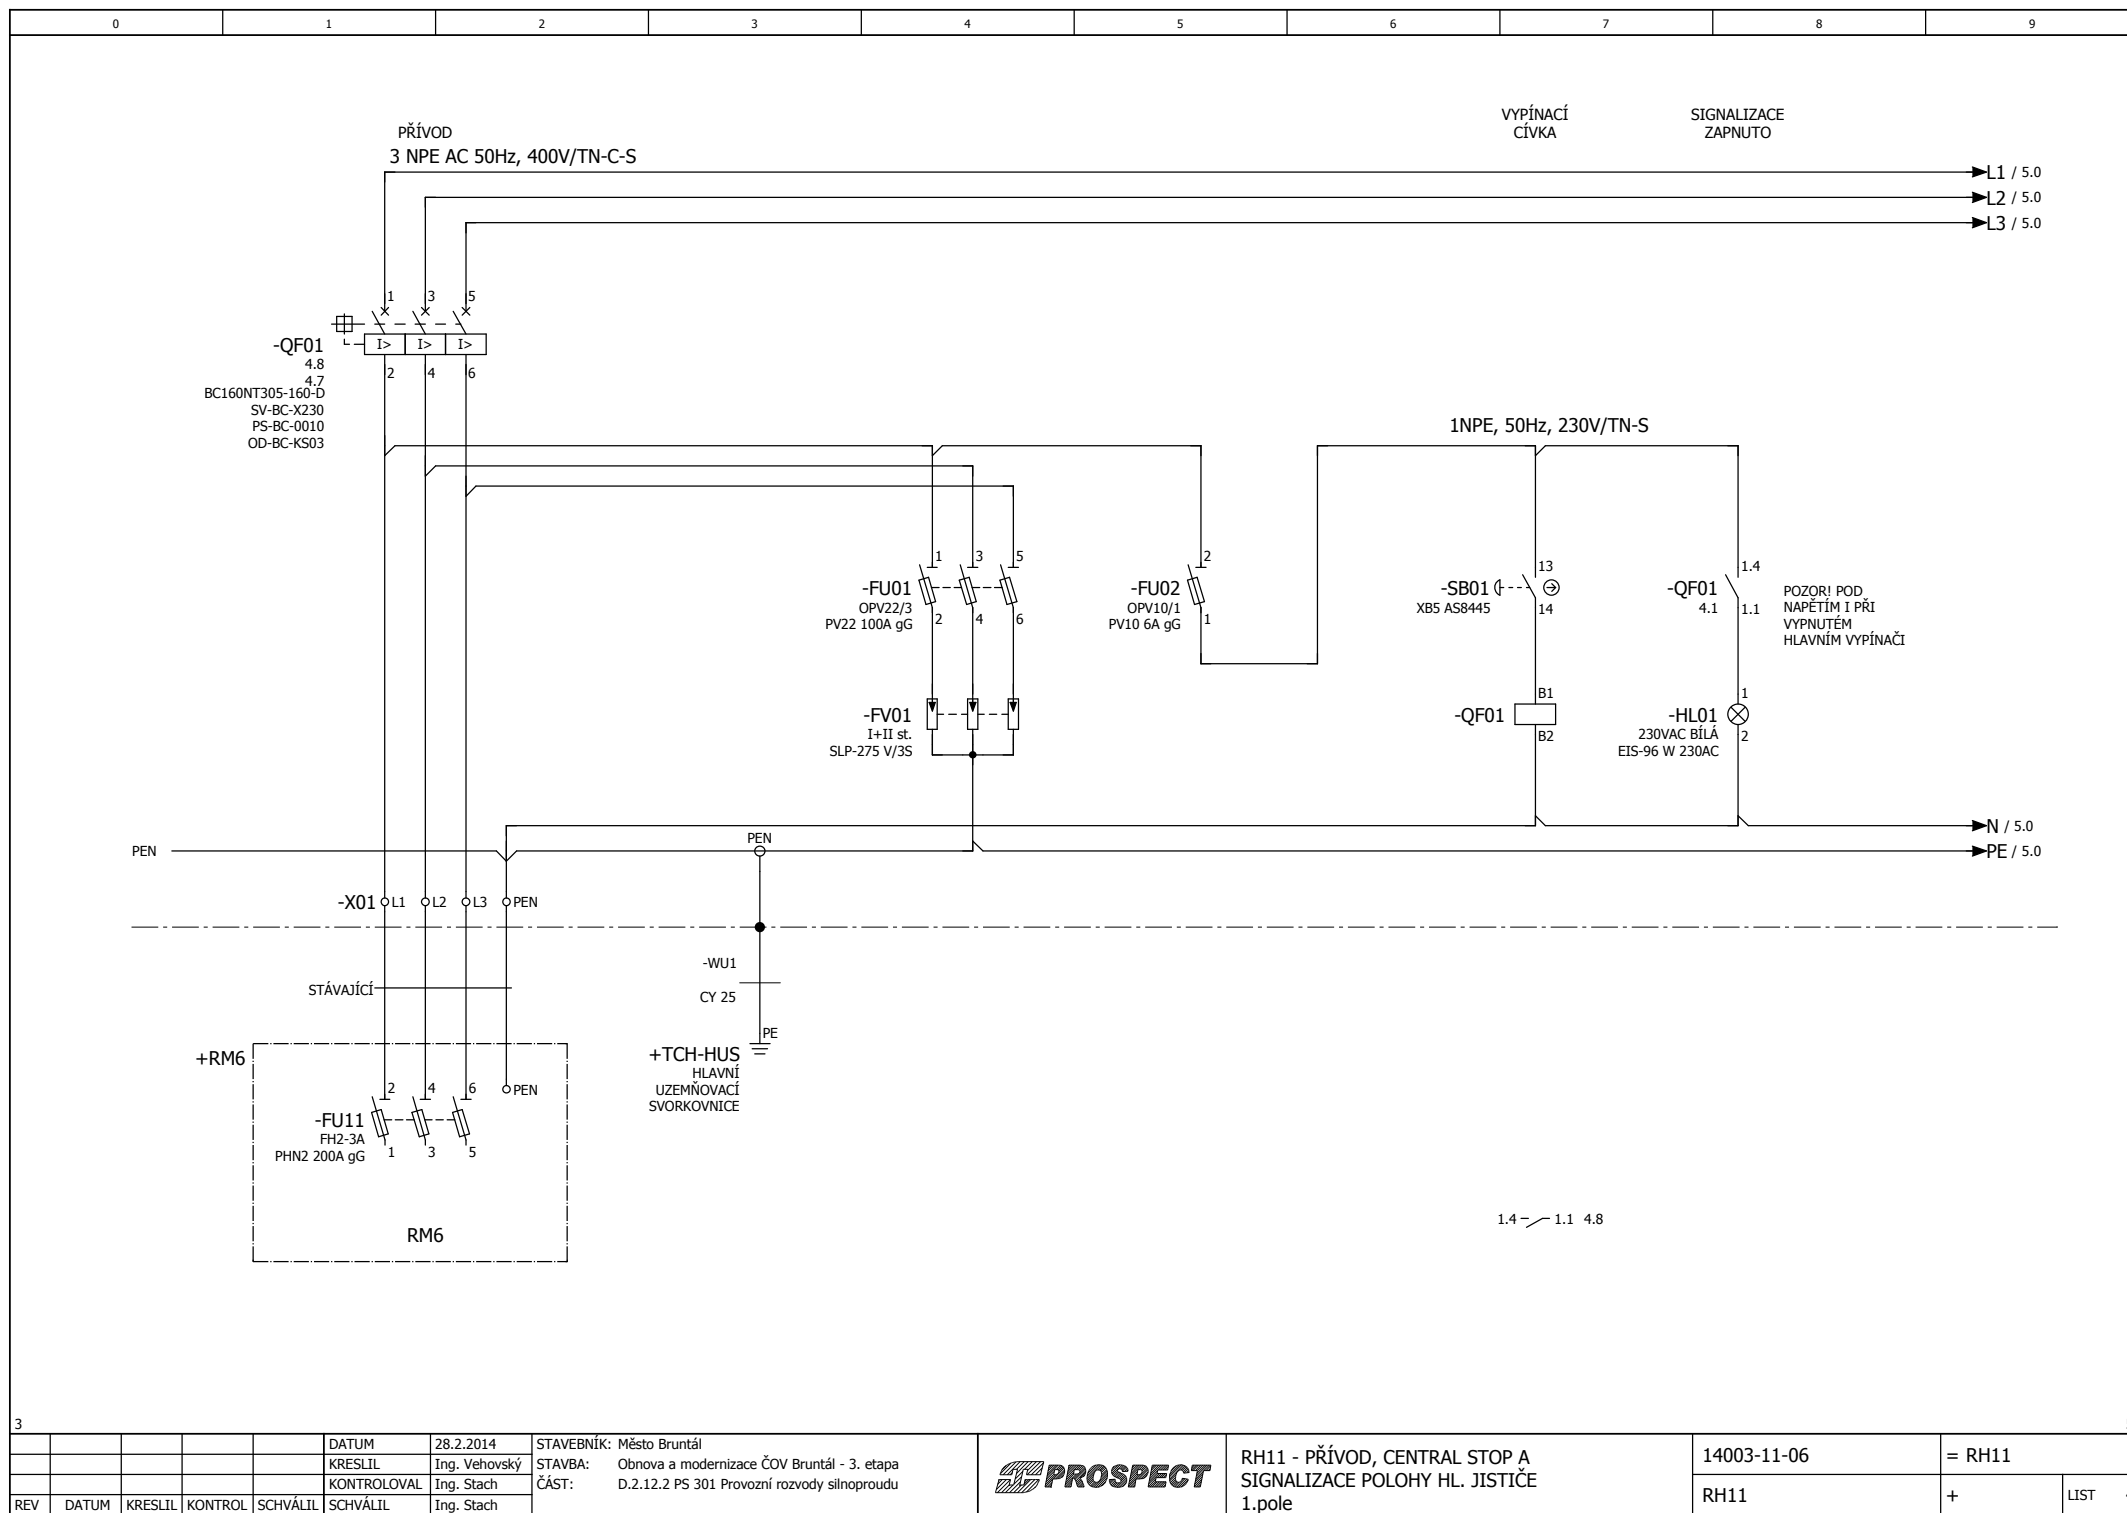 0 1 2 3 4 5 6 7 8 9
VYPÍNACÍ
CÍVKA
SIGNALIZACE
ZAPNUTO
PŘÍVOD
3 NPE AC 50Hz, 400V/TN-C-S
L1 / 5.0
L2 / 5.0
L3 / 5.0
1 3 5
-QF01
I> I> I>
4.8
4.7
2 4 6
BC160NT305-160-D
SV-BC-X230
PS-BC-0010
OD-BC-KS03
1NPE, 50Hz, 230V/TN-S
1 3 5
-FU01
OPV22/3
PV22 100A gG
2 4 6
2
-FU02
OPV10/1
PV10 6A gG
1
13
-SB01
XB5 AS8445
14
1.4
-QF01
4.1
1.1
POZOR! POD
NAPĚTÍM I PŘI
VYPNUTÉM
HLAVNÍM VYPÍNAČI
-FV01
I+II st.
SLP-275 V/3S
B1
-QF01
B2
1
-HL01
230VAC BÍLÁ
EIS-96 W 230AC
2
N / 5.0
PEN
PEN
PE / 5.0
-X01 L1 L2 L3 PEN
-WU1
CY 25
STÁVAJÍCÍ
PE
+TCH-HUS
HLAVNÍ
UZEMŇOVACÍ
SVORKOVNICE
+RM6
2 4 6 PEN
-FU11
FH2-3A
PHN2 200A gG
1 3 5
RM6
1.4 1.1 4.8
3
DATUM 28.2.2014
KRESLIL Ing. Vehovský
KONTROLOVAL Ing. Stach
REV DATUM KRESLIL KONTROL SCHVÁLIL SCHVÁLIL Ing. Stach
STAVEBNÍK: Město Bruntál
STAVBA: Obnova a modernizace ČOV Bruntál - 3. etapa
ČÁST: D.2.12.2 PS 301 Provozní rozvody silnoproudu
PROSPECT
RH11 - PŘÍVOD, CENTRAL STOP A
SIGNALIZACE POLOHY HL. JISTIČE
1.pole
14003-11-06
= RH11
RH11
+
LIST